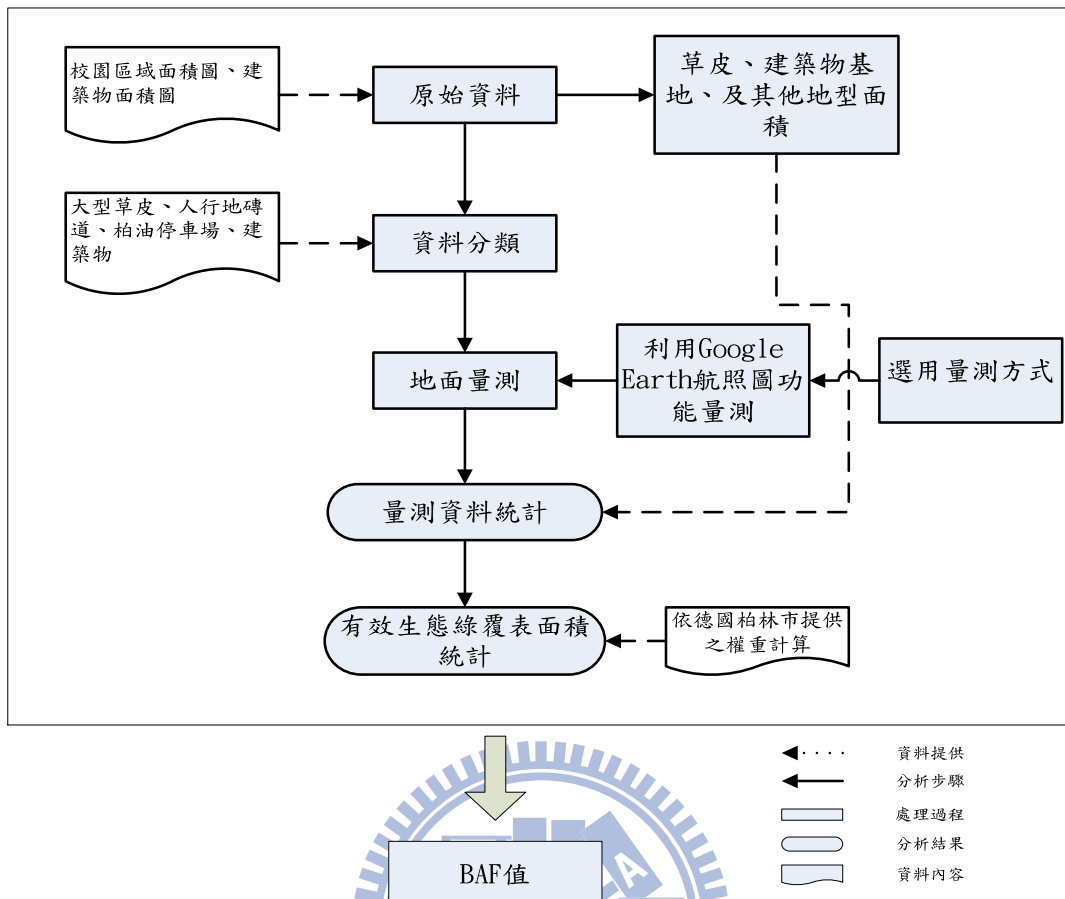 校園區域面積圖、建
築物面積圖
原始資料
草皮、建築物基
地、及其他地型面
積
大型草皮、人行地磚
道、柏油停車場、建
築物
資料分類
地面量測
利用Google
Earth航照圖功
能量測
選用量測方式
量測資料統計
有效生態綠覆表面積
統計
依德國柏林市提供
之權重計算
資料提供
分析步驟
處理過程
分析結果
資料內容
BAF值
A